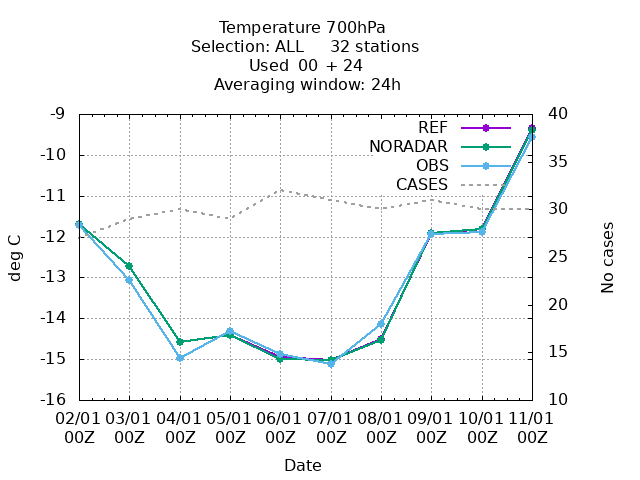 Temperature 700hPa
Selection: ALL 32 stations
Used 00 + 24
Averaging window: 24h
-9
-10
-11
-12
-13
-14
-15
-16
deg C
40
35
30
25
20
15
10
No cases
REF
NORADAR
OBS
CASES
02/01 03/01 04/01 05/01 06/01 07/01 08/01 09/01 10/01 11/01
00Z 00Z 00Z 00Z 00Z 00Z 00Z 00Z 00Z 00Z
Date